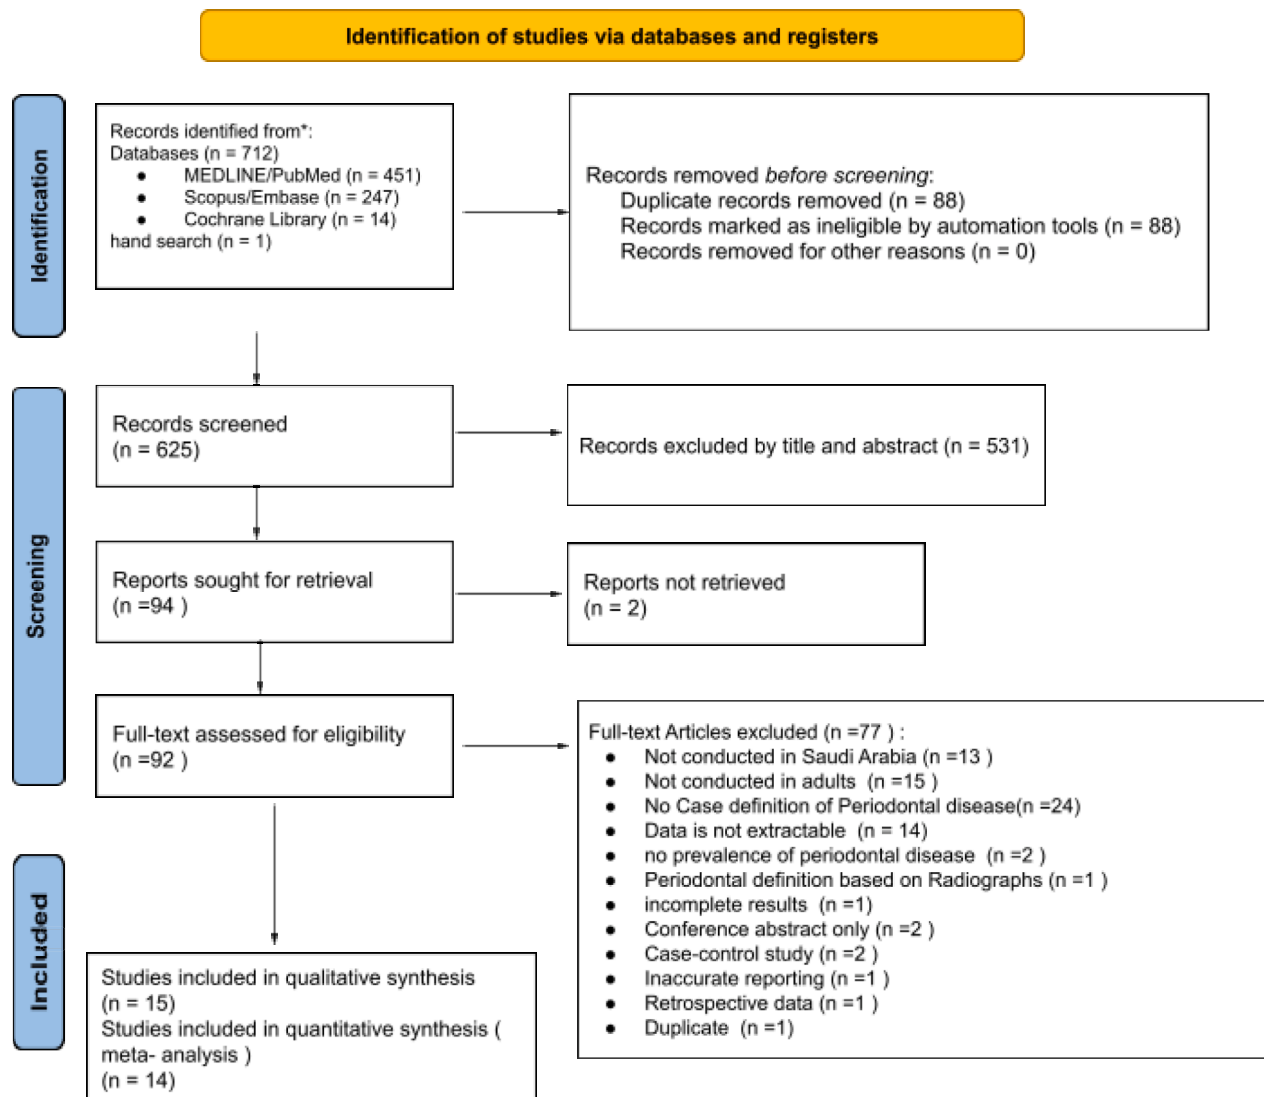 Identification of studies via databases and registers
Identification
Records identified from*:
Databases (n = 712)
● MEDLINE/PubMed (n = 451)
● Scopus/Embase (n = 247)
● Cochrane Library (n = 14)
hand search (n = 1)
Records removed before screening:
Duplicate records removed (n = 88)
Records marked as ineligible by automation tools (n = 88)
Records removed for other reasons (n = 0)
Screening
Records screened
(n = 625)
Records excluded by title and abstract (n = 531)
Reports sought for retrieval
(n =94 )
Reports not retrieved
(n = 2)
Full-text assessed for eligibility
(n =92 )
Full-text Articles excluded (n =77 ) :
● Not conducted in Saudi Arabia (n =13 )
● Not conducted in adults (n =15 )
● No Case definition of Periodontal disease(n =24)
● Data is not extractable (n = 14)
● no prevalence of periodontal disease (n =2 )
● Periodontal definition based on Radiographs (n =1 )
● incomplete results (n =1)
● Conference abstract only (n =2 )
● Case-control study (n =2 )
● Inaccurate reporting (n =1 )
● Retrospective data (n =1 )
● Duplicate (n =1)
Included
Studies included in qualitative synthesis
(n = 15)
Studies included in quantitative synthesis (
meta- analysis )
(n = 14)